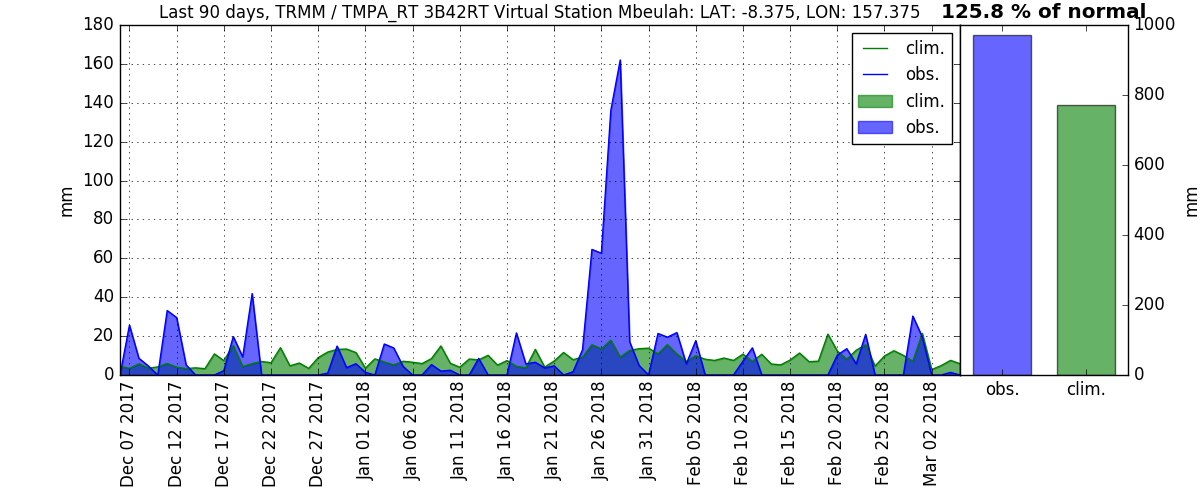 Last 90 days, TRMM / TMPA_RT 3B42RT Virtual Station Mbeulah: LAT: -8.375, LON: 157.375
125.8 % of normal
180
160
140
120
100
80
60
40
20
0
mm
clim.
obs.
clim.
obs.
Dec 07 2017
Dec 12 2017
Dec 17 2017
Dec 22 2017
Dec 27 2017
Jan 01 2018
Jan 06 2018
Jan 11 2018
Jan 16 2018
Jan 21 2018
Jan 26 2018
Jan 31 2018
Feb 05 2018
Feb 10 2018
Feb 15 2018
Feb 20 2018
Feb 25 2018
Mar 02 2018
1000
800
600
400
200
0
mm
obs.
clim.